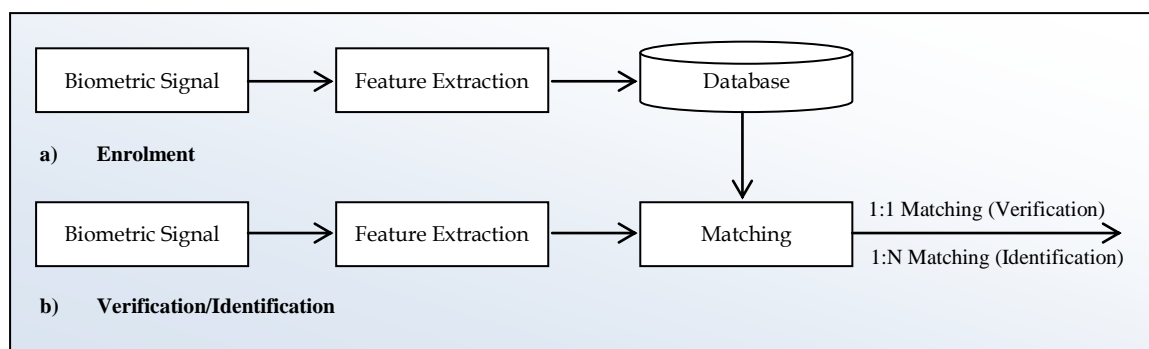 Biometric Signal
Feature Extraction
Database
a) Enrolment
Biometric Signal
Feature Extraction
Matching
1:1 Matching (Verification)
1:N Matching (Identification)
b) Verification/Identification